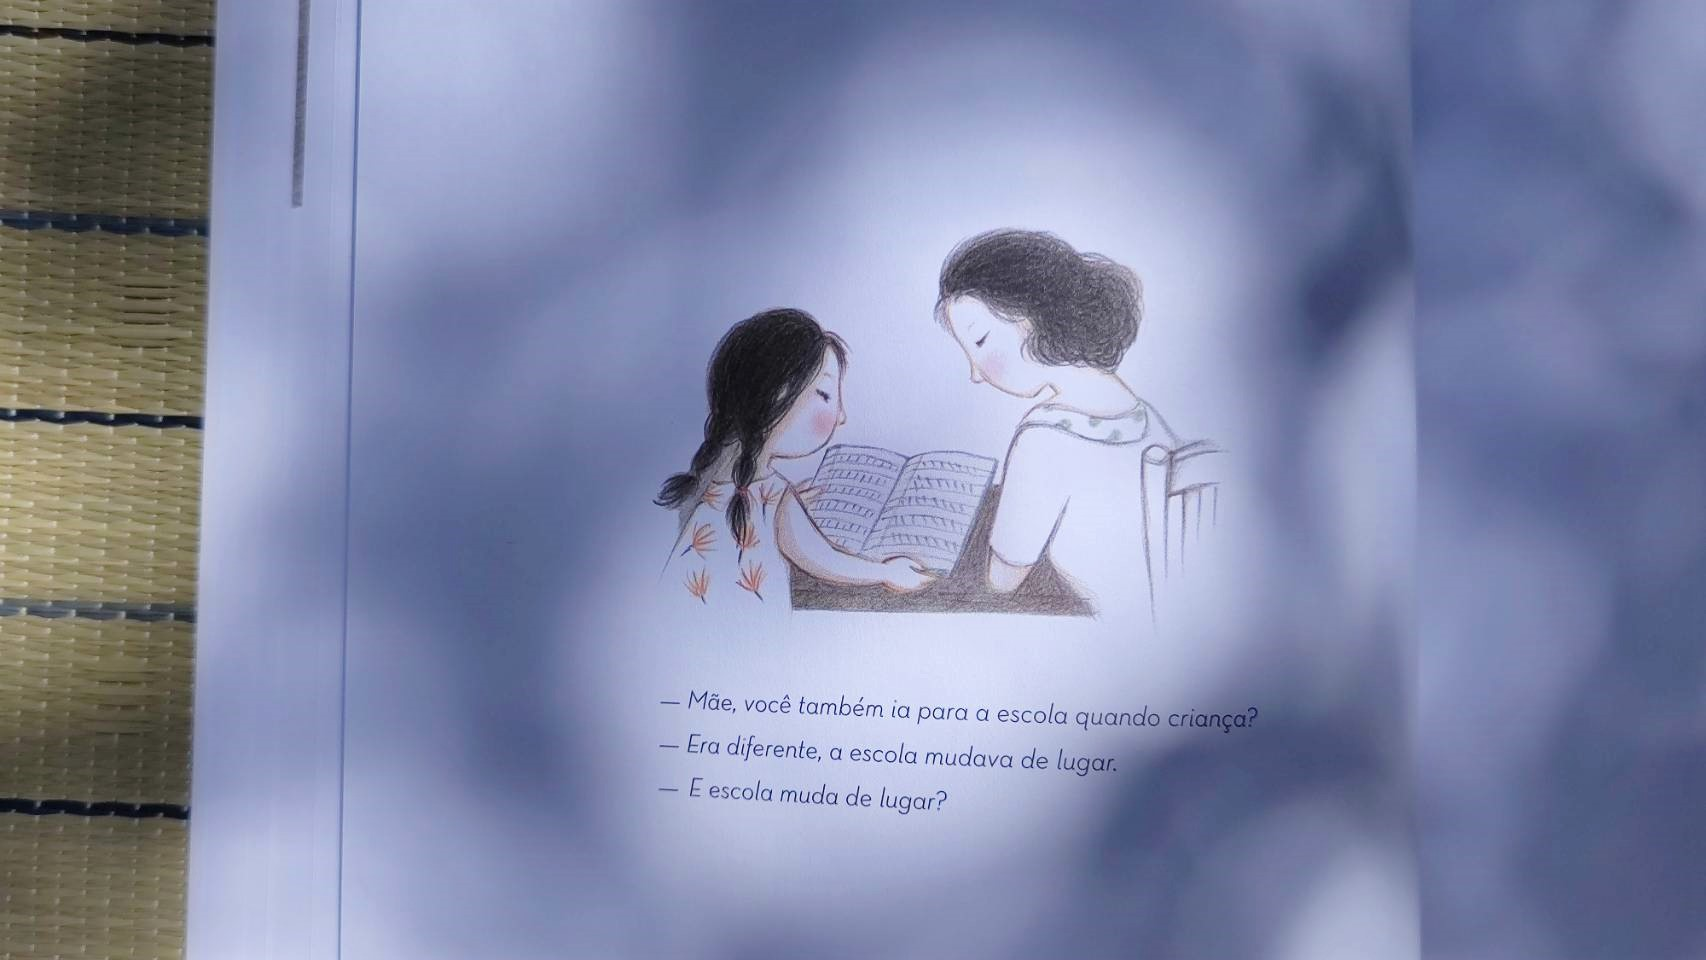 — Mãe, você também ia para a escola quando criança?
— Era diferente, a escola mudava de lugar.
— E escola muda de lugar?